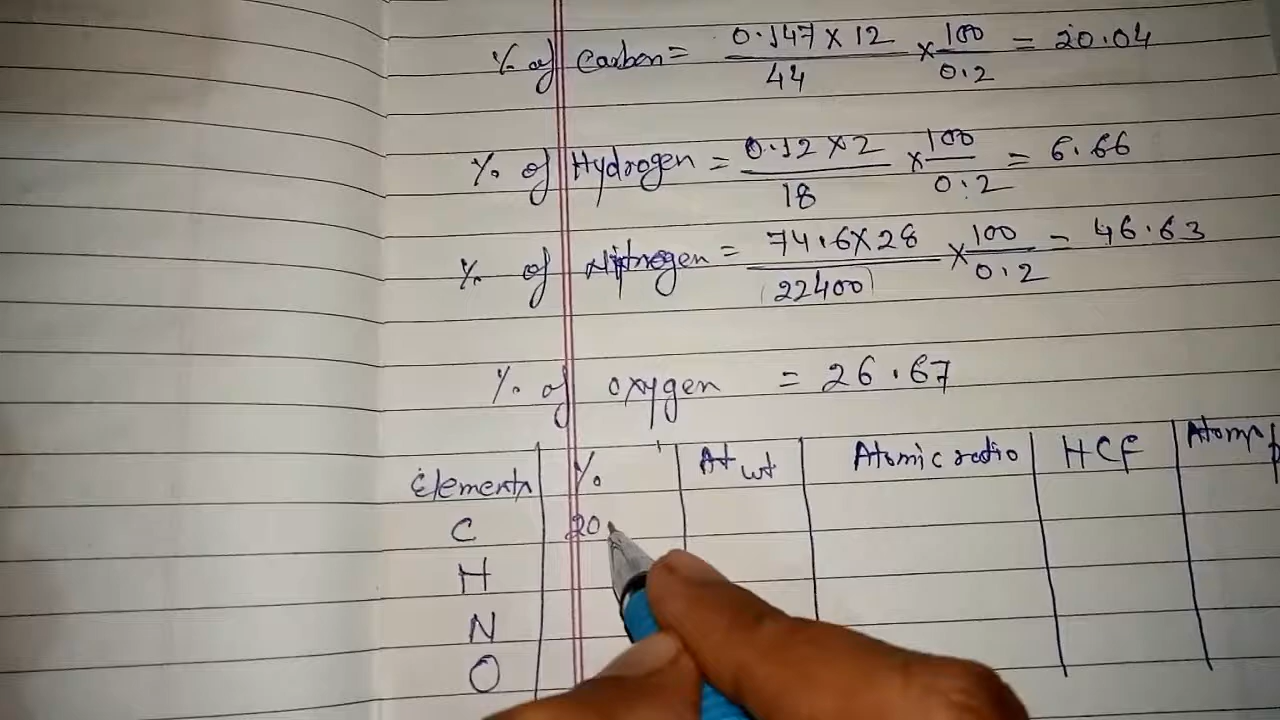 % of Carbon = 0.147 × 12 / 44 × 100 / 0.2 = 20.04
% of Hydrogen = 0.12 × 2 / 18 × 100 / 0.2 = 6.66
% of Nitrogen = 74.6 × 28 / 22400 × 100 / 0.2 = 46.63
% of oxygen = 26.67
Elements % At wt Atomic radio HCF
C 20
H
N
O